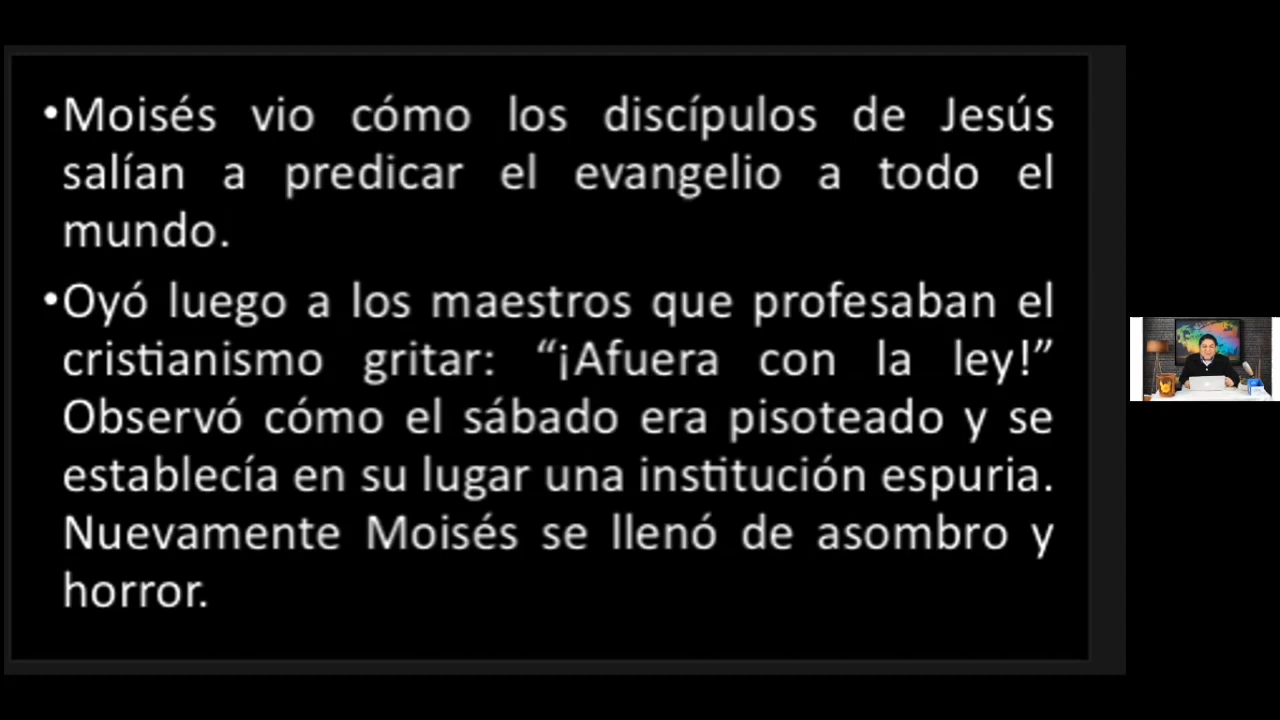 •Moisés vio cómo los discípulos de Jesús
salían a predicar el evangelio a todo el
mundo.
•Oyó luego a los maestros que profesaban el
cristianismo gritar: “¡Afuera con la ley!”
Observó cómo el sábado era pisoteado y se
establecía en su lugar una institución espuria.
Nuevamente Moisés se llenó de asombro y
horror.